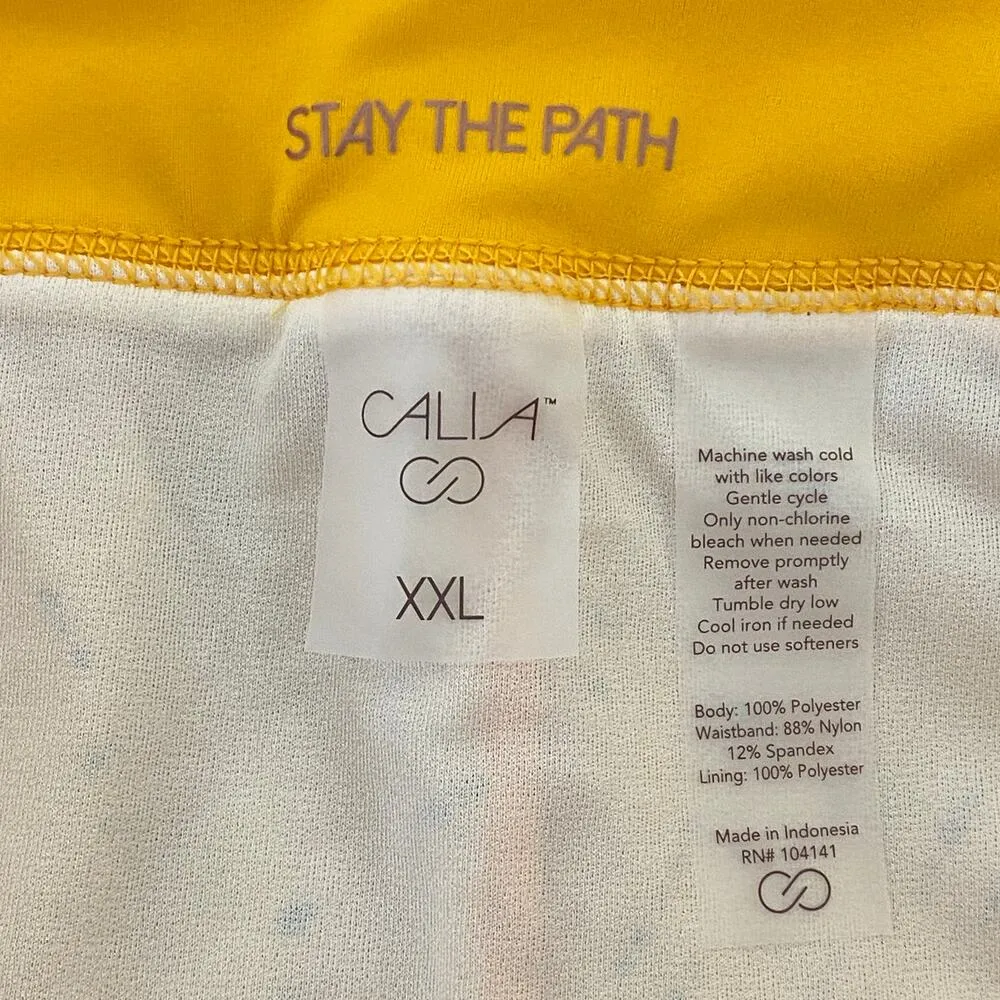 STAY THE PATH
CALIA™
XXL
Machine wash cold
with like colors
Gentle cycle
Only non-chlorine
bleach when needed
Remove promptly
after wash
Tumble dry low
Cool iron if needed
Do not use softeners
Body: 100% Polyester
Waistband: 88% Nylon
12% Spandex
Lining: 100% Polyester
Made in Indonesia
RN# 104141